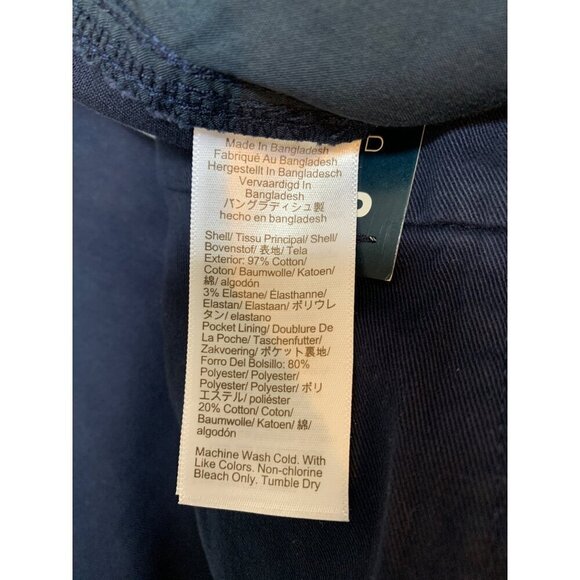 Made In Bangladesh
Fabriqué Au Bangladesh
Hergestellt In Bangladesch
Vervaardigd In
Bangladesh
バングラディシュ製
hecho en bangladesh
Shell/ Tissu Principal/ Shell/
Bovenstof/ 表地/ Tela
Exterior: 97% Cotton/
Coton/ Baumwolle/ Katoen/
綿/ algodón
3% Elastane/ Élasthanne/
Elastan/ Elastaan/ ポリウレ
タン/ elastano
Pocket Lining/ Doublure De
La Poche/ Taschenfutter/
Zakvoering/ ポケット裏地/
Forro Del Bolsillo: 80%
Polyester/ Polyester/
Polyester/ Polyester/ ポリ
エステル/ poliéster
20% Cotton/ Coton/
Baumwolle/ Katoen/ 綿/
algodón
Machine Wash Cold. With
Like Colors. Non-chlorine
Bleach Only. Tumble Dry
D